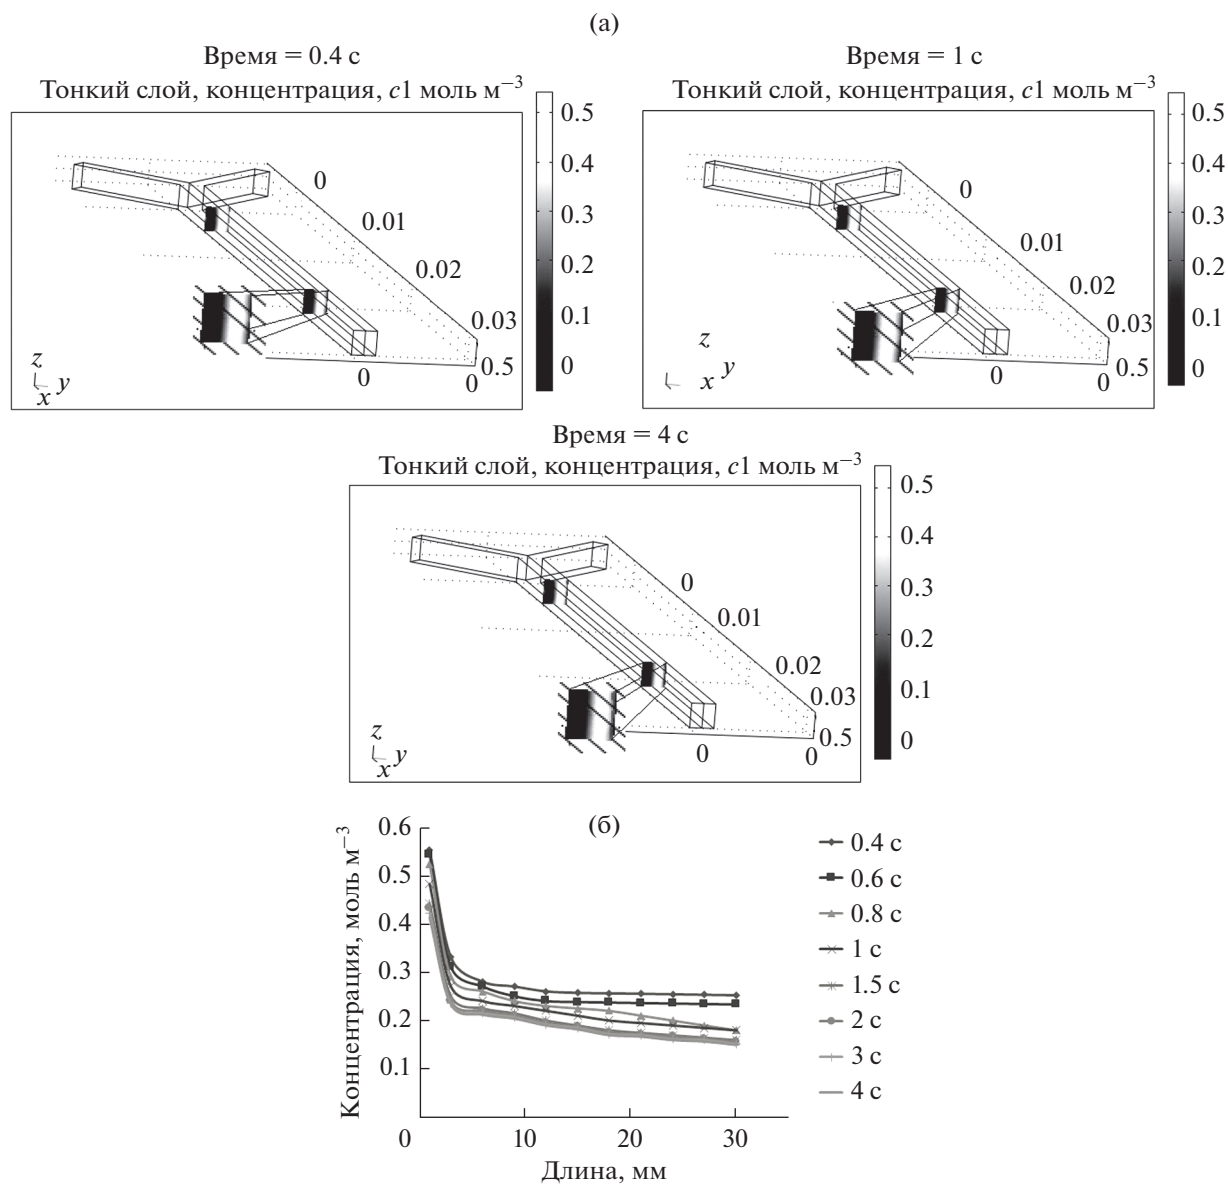 (а)
Время = 0.4 с
Тонкий слой, концентрация, c1 моль м−3
0.5
0.4
0.3
0.2
0.1
0
0
0.01
0.02
0.03
0.5
0
0
z
y
x
Время = 1 с
Тонкий слой, концентрация, c1 моль м−3
0.5
0.4
0.3
0.2
0.1
0
0
0.01
0.02
0.03
0.5
0
0
z
y
x
Время = 4 с
Тонкий слой, концентрация, c1 моль м−3
0.5
0.4
0.3
0.2
0.1
0
0
0.01
0.02
0.03
0.5
0
0
z
y
x
(б)
Концентрация, моль м−3
0.6
0.5
0.4
0.3
0.2
0.1
0
10
20
30
Длина, мм
0.4 с
0.6 с
0.8 с
1 с
1.5 с
2 с
3 с
4 с